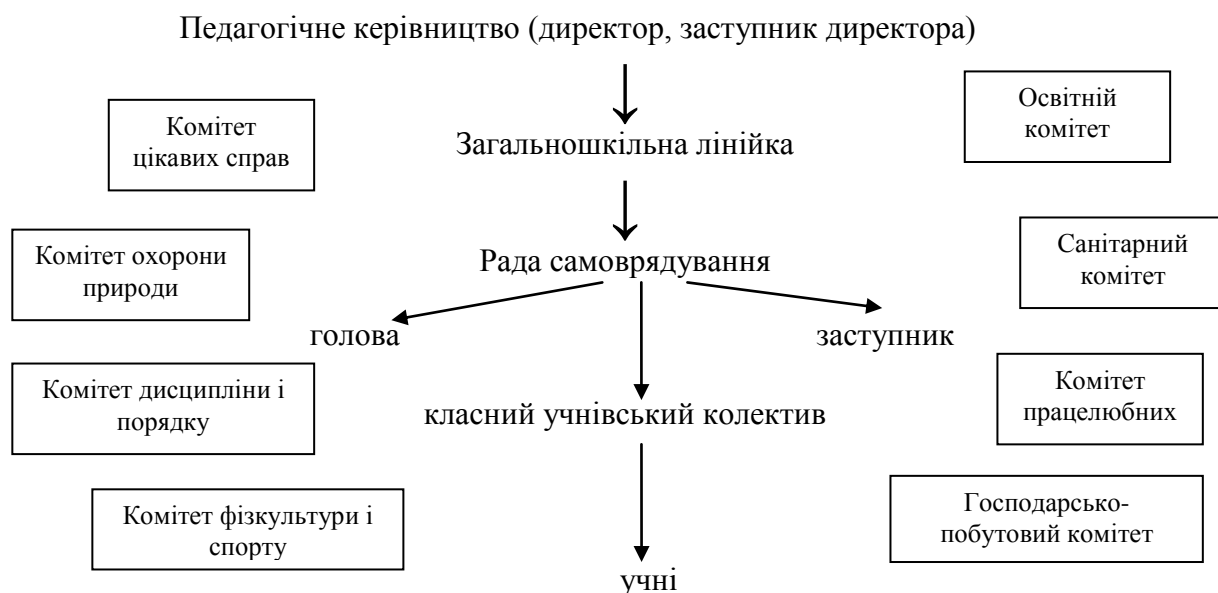 Педагогічне керівництво (директор, заступник директора)
Комітет
цікавих справ
Загальношкільна лінійка
Освітній
комітет
Комітет охорони
природи
Рада самоврядування
Санітарний
комітет
голова
заступник
Комітет дисципліни і
порядку
класний учнівський колектив
Комітет
працелюбних
Комітет фізкультури і
спорту
Господарсько-
побутовий комітет
учні